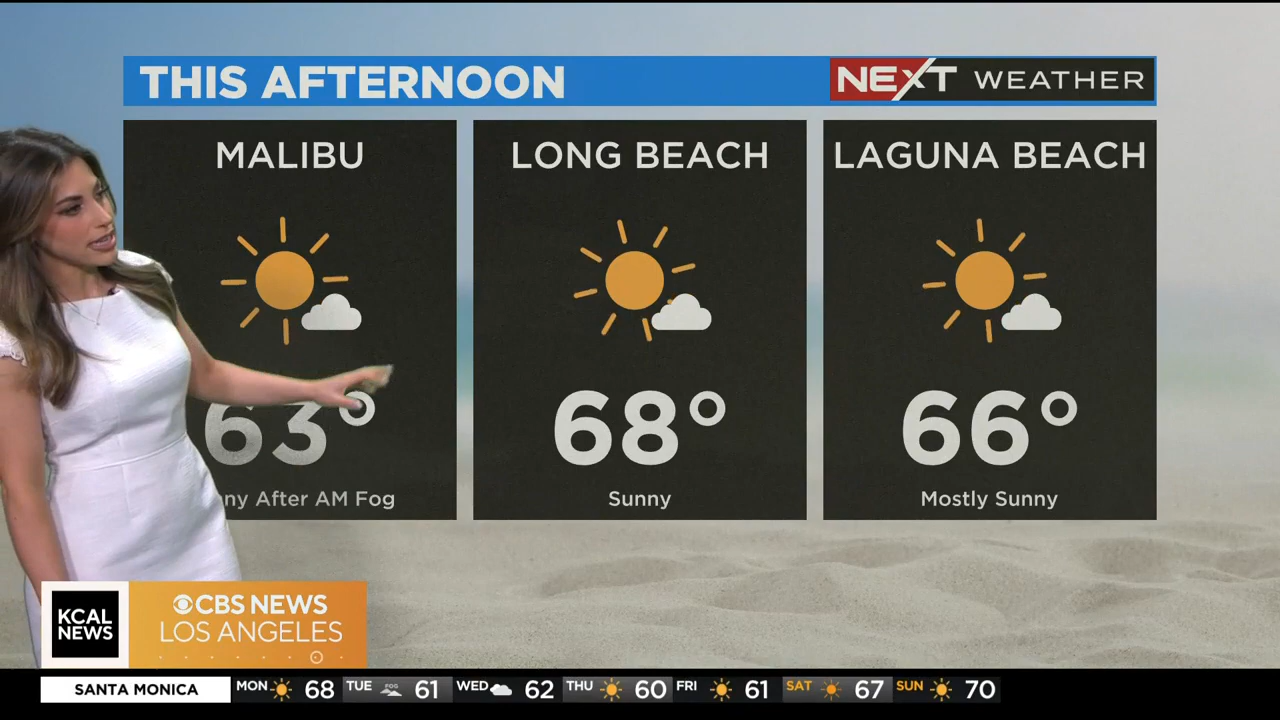 THIS AFTERNOON
NEXT WEATHER
MALIBU
LONG BEACH
LAGUNA BEACH
63°
68°
66°
ny After AM Fog
Sunny
Mostly Sunny
KCAL NEWS
CBS NEWS
LOS ANGELES
SANTA MONICA MON 68 TUE FOG 61 WED 62 THU 60 FRI 61 SAT 67 SUN 70